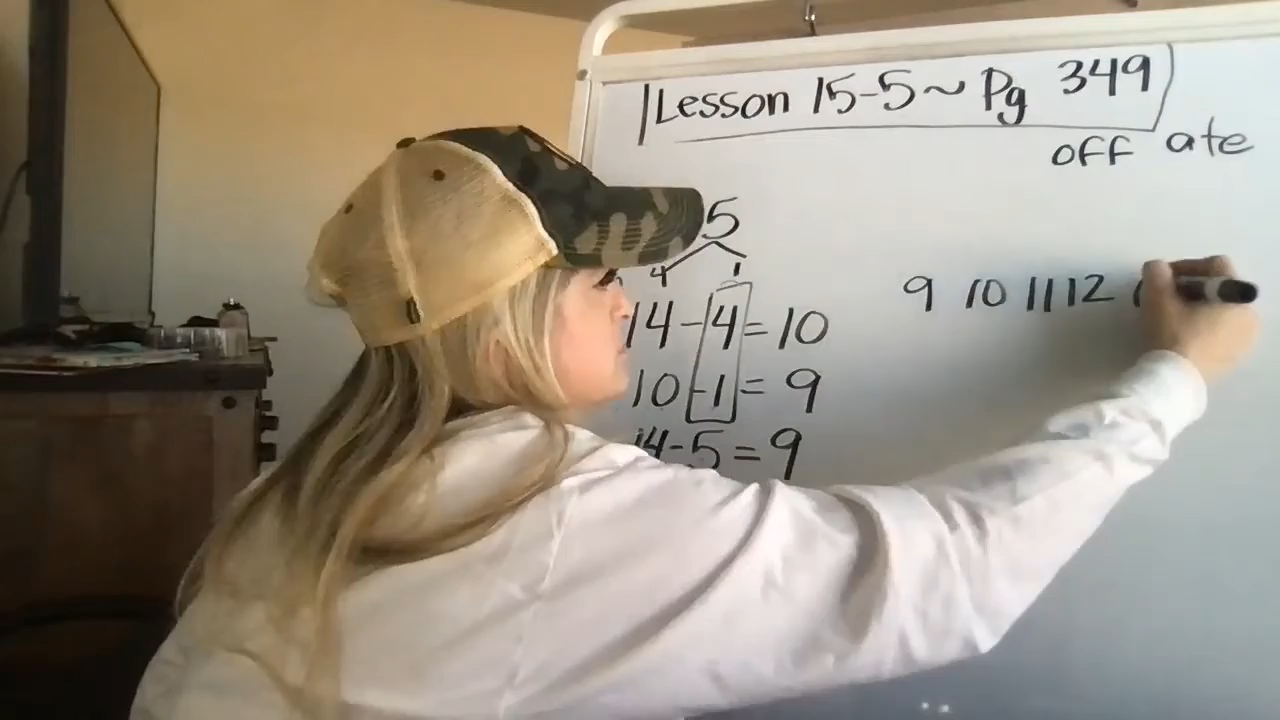 Lesson 15-5~ Pg 349
off ate
5
4 1
14-4=10
10-1=9
14-5=9
9 10 11 12